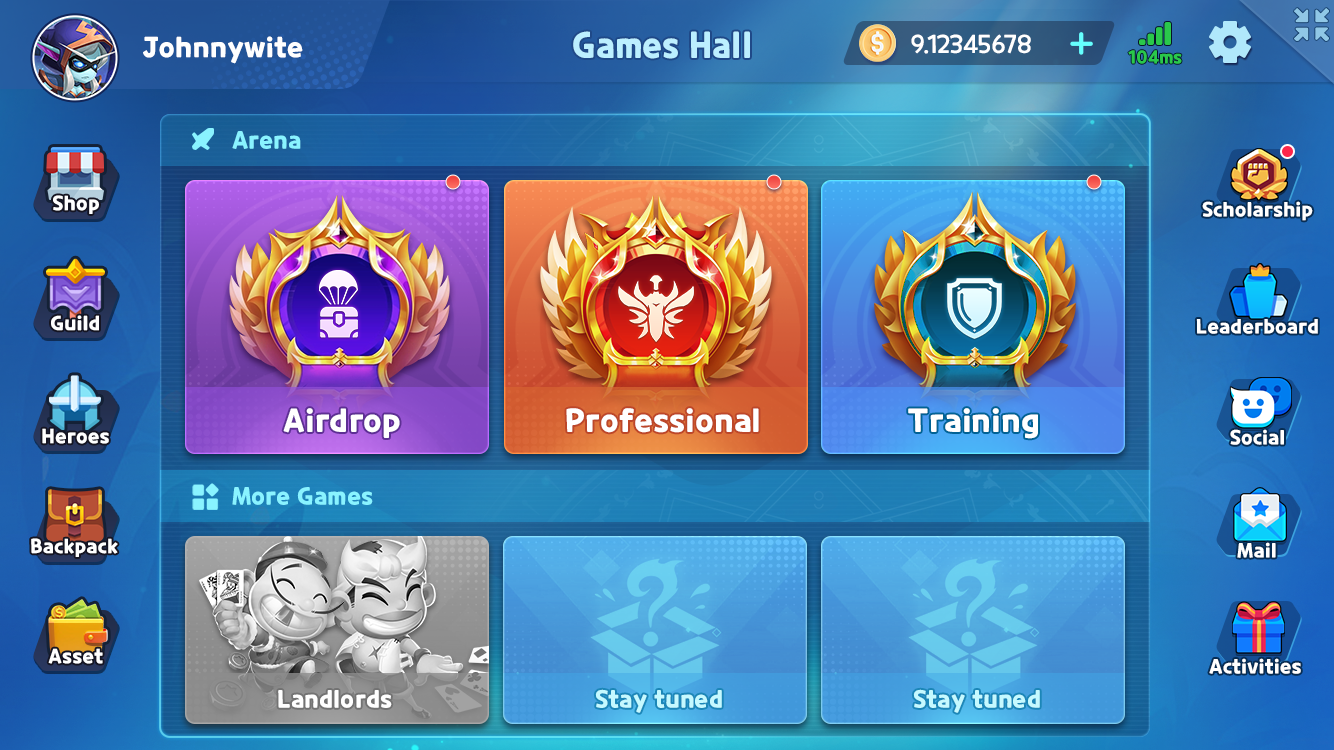 Johnnywite
Games Hall
9.12345678
104ms
Arena
Shop
Guild
Heroes
Backpack
Asset
Airdrop
Professional
Training
More Games
Landlords
Stay tuned
Stay tuned
Scholarship
Leaderboard
Social
Mail
Activities